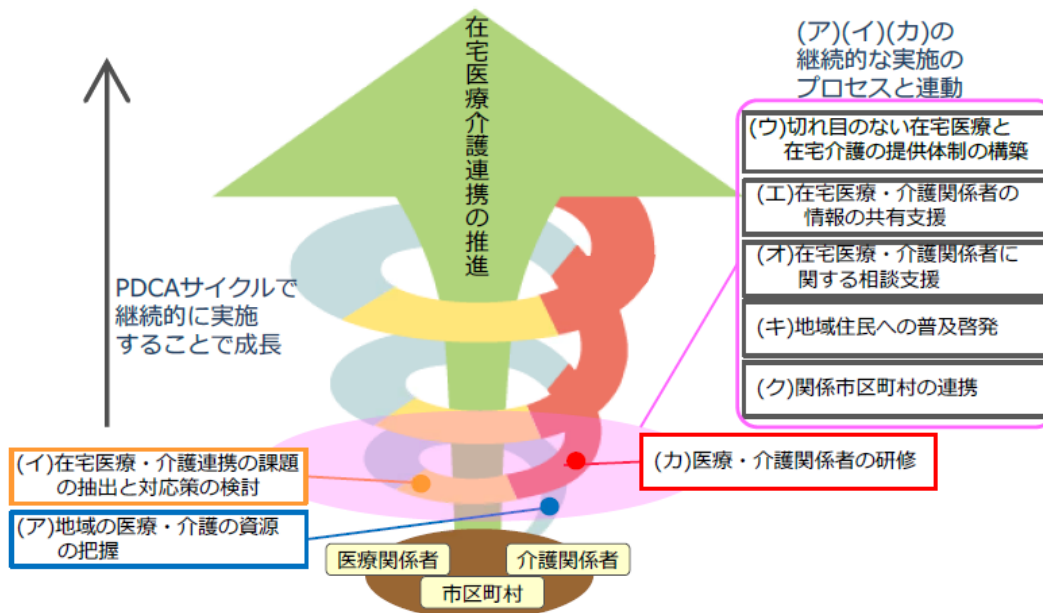 在宅医療介護連携の推進
(ア)(イ)(カ)の
継続的な実施の
プロセスと連動
(ウ)切れ目のない在宅医療と
在宅介護の提供体制の構築
(エ)在宅医療・介護関係者の
情報の共有支援
(オ)在宅医療・介護関係者に
関する相談支援
(キ)地域住民への普及啓発
(ク)関係市区町村の連携
PDCAサイクルで
継続的に実施
することで成長
(イ)在宅医療・介護連携の課題
の抽出と対応策の検討
(カ)医療・介護関係者の研修
(ア)地域の医療・介護の資源
の把握
医療関係者
介護関係者
市区町村